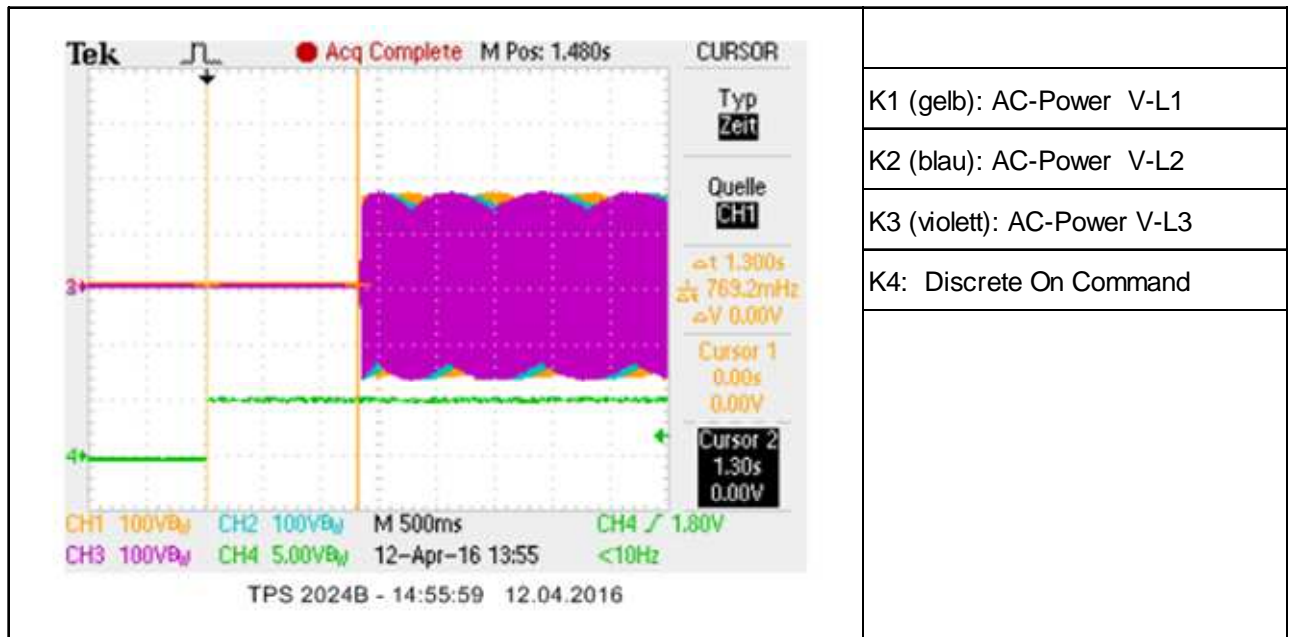 Tek Acq Complete M Pos: 1.480s CURSOR
Typ
Zeit
Quelle
CH1
Δt 1.300s
1/Δt 769.2mHz
ΔV 0.00V
Cursor 1
0.00s
0.00V
Cursor 2
1.30s
0.00V
3
4
CH1 100VBW CH2 100VBW M 500ms CH4 1.80V
CH3 100VBW CH4 5.00VBW 12-Apr-16 13:55 <10Hz
TPS 2024B - 14:55:59 12.04.2016
K1 (gelb): AC-Power V-L1
K2 (blau): AC-Power V-L2
K3 (violett): AC-Power V-L3
K4: Discrete On Command